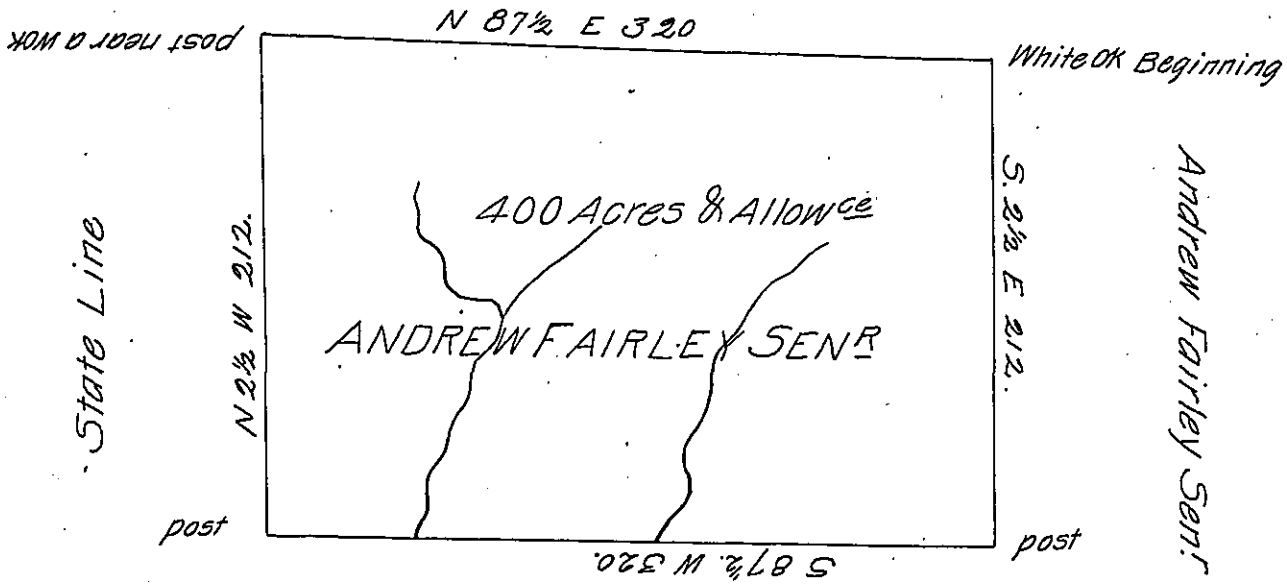 N 87½ E 320
post near a wok
White OK Beginning
State Line
N 2½ W 212.
400 Acres & Allowce
ANDREW FAIRLEY SENR
S. 2½ E 212.
Andrew Fairley Senr
post
S 87½. W 320.
post